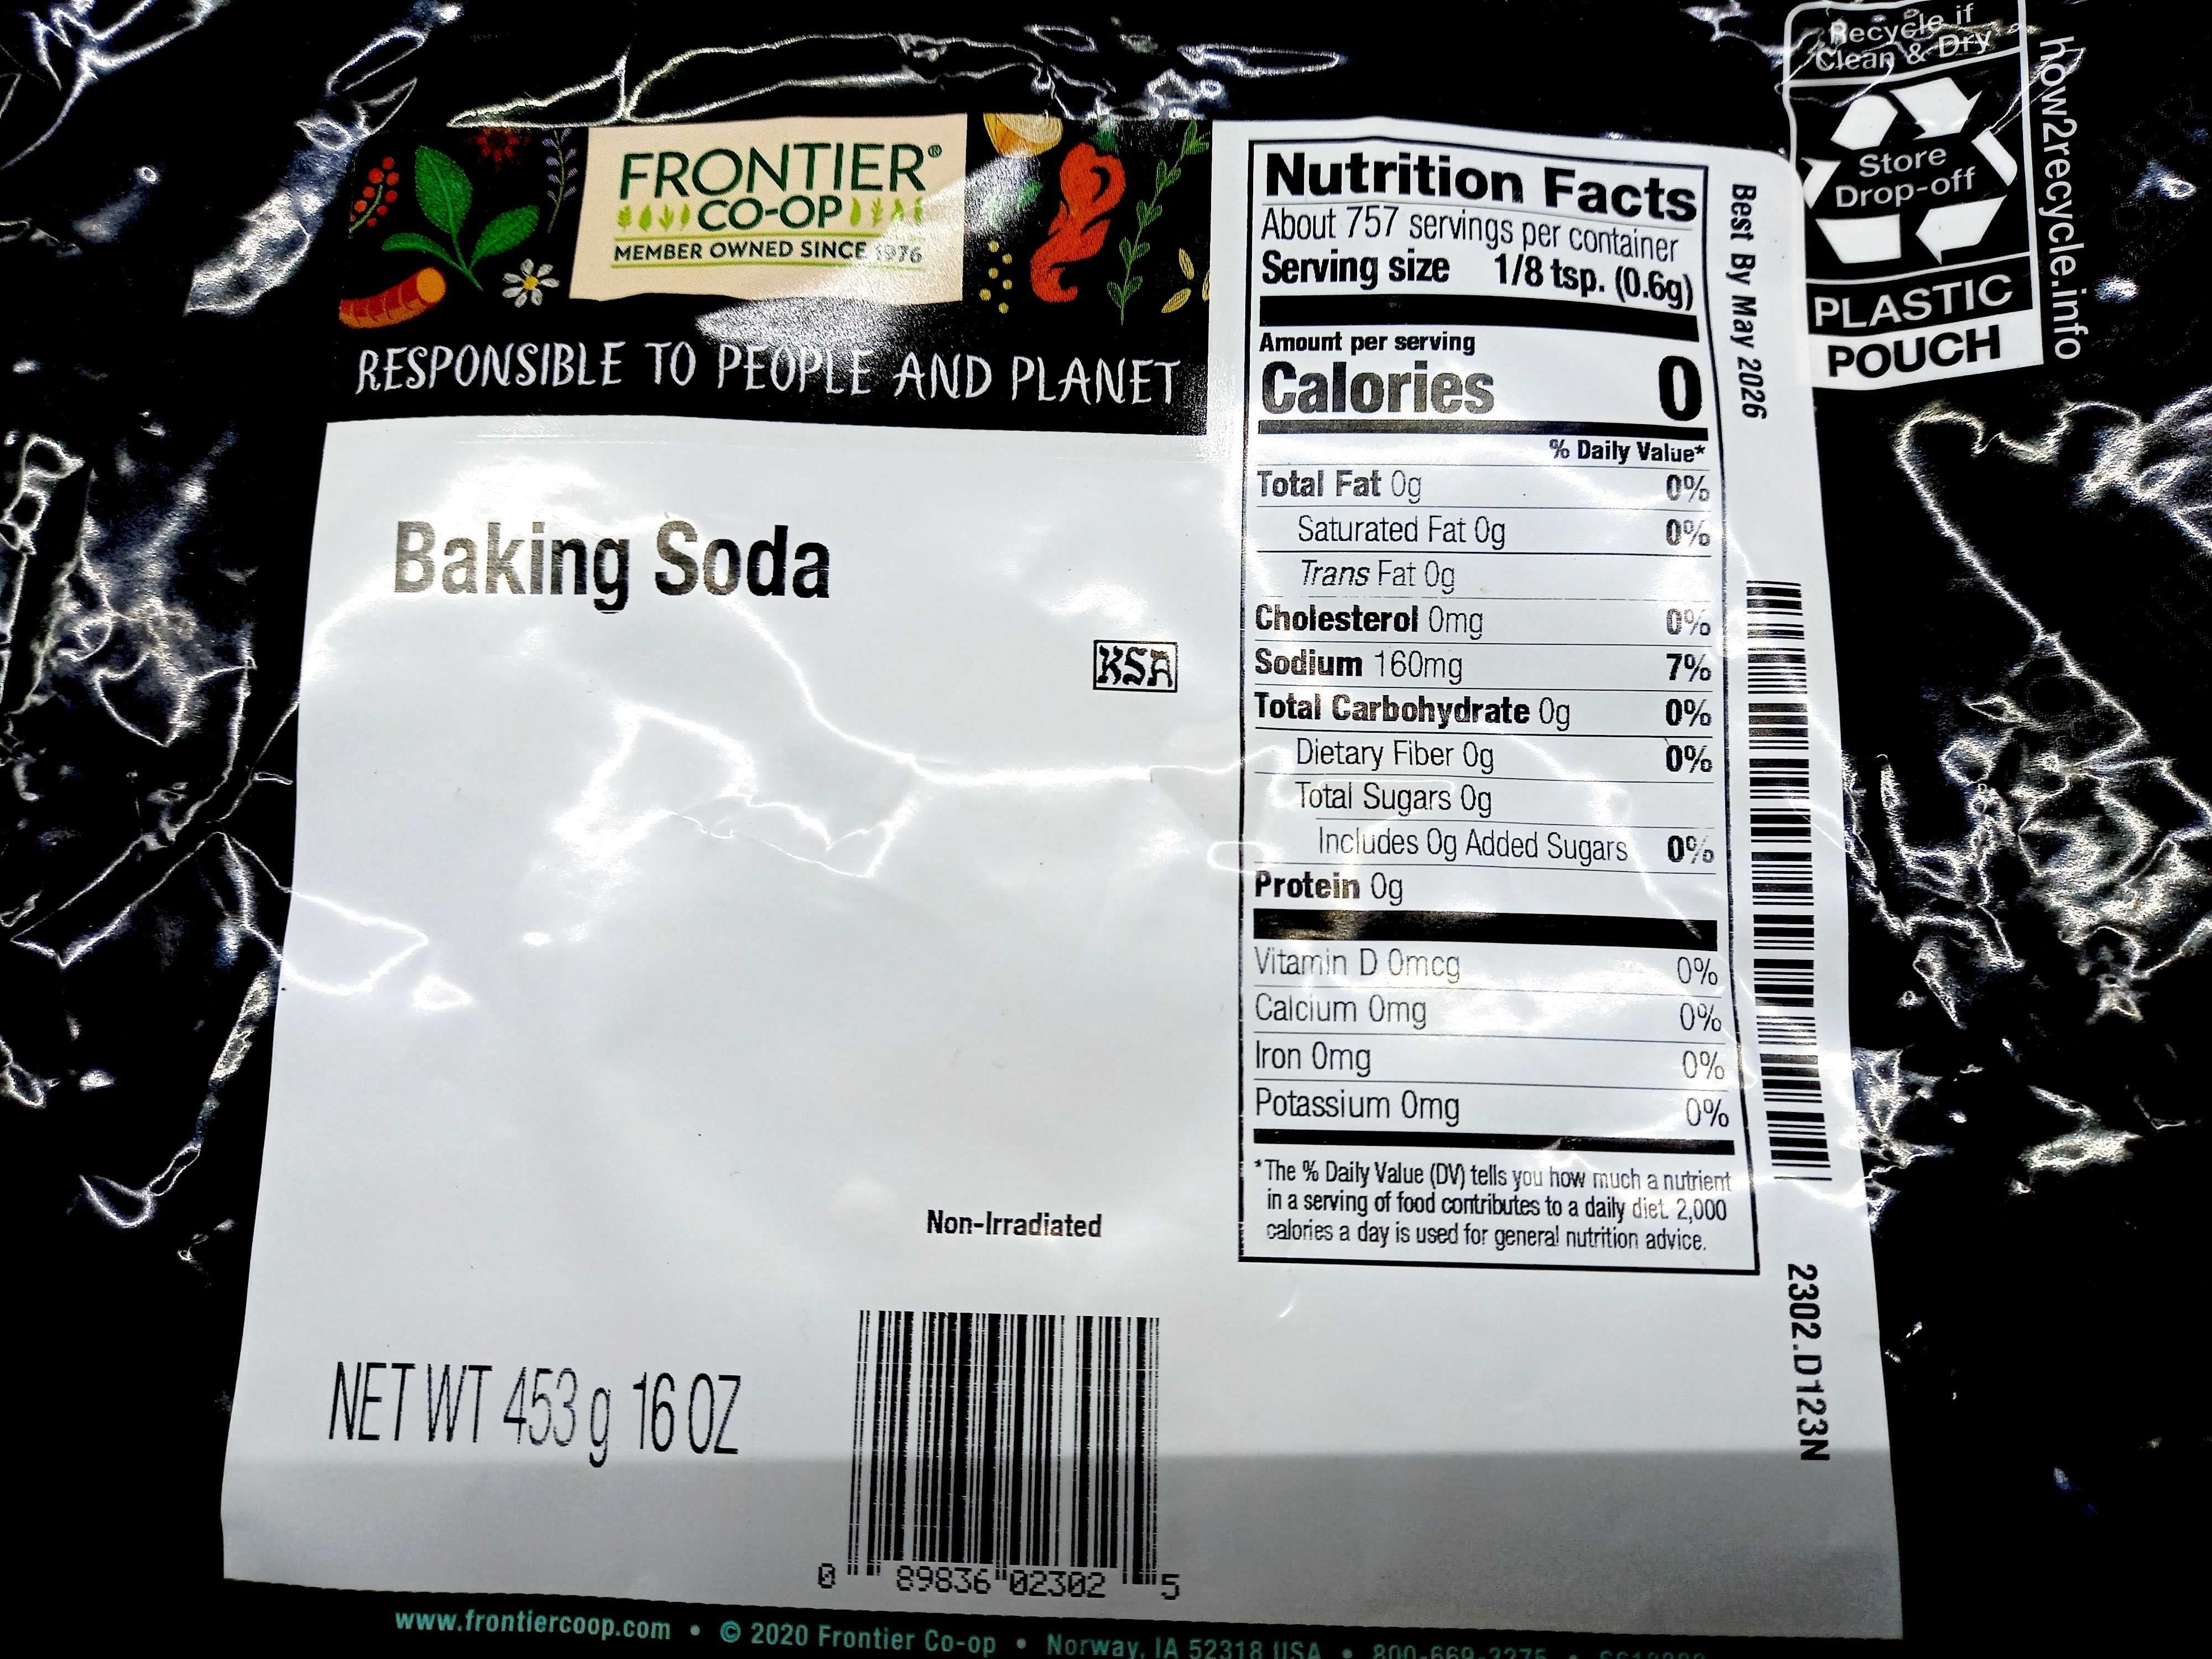 Recycle if
Clean & Dry
Store
Drop-off
PLASTIC
POUCH
how2recycle.info
FRONTIER®
CO-OP
MEMBER OWNED SINCE 1976
RESPONSIBLE TO PEOPLE AND PLANET
Baking Soda
KSA
Non-Irradiated
NET WT 453 g 16 OZ
0 89836 02302 5
Nutrition Facts
About 757 servings per container
Serving size 1/8 tsp. (0.6g)
Amount per serving
Calories 0
% Daily Value*
Total Fat 0g 0%
Saturated Fat 0g 0%
Trans Fat 0g
Cholesterol 0mg 0%
Sodium 160mg 7%
Total Carbohydrate 0g 0%
Dietary Fiber 0g 0%
Total Sugars 0g
Includes 0g Added Sugars 0%
Protein 0g
Vitamin D 0mcg 0%
Calcium 0mg 0%
Iron 0mg 0%
Potassium 0mg 0%
*The % Daily Value (DV) tells you how much a nutrient
in a serving of food contributes to a daily diet. 2,000
calories a day is used for general nutrition advice.
Best By May 2026
2302.D123N
www.frontiercoop.com • © 2020 Frontier Co-op • Norway, IA 52318 USA • 800-669-3275 •